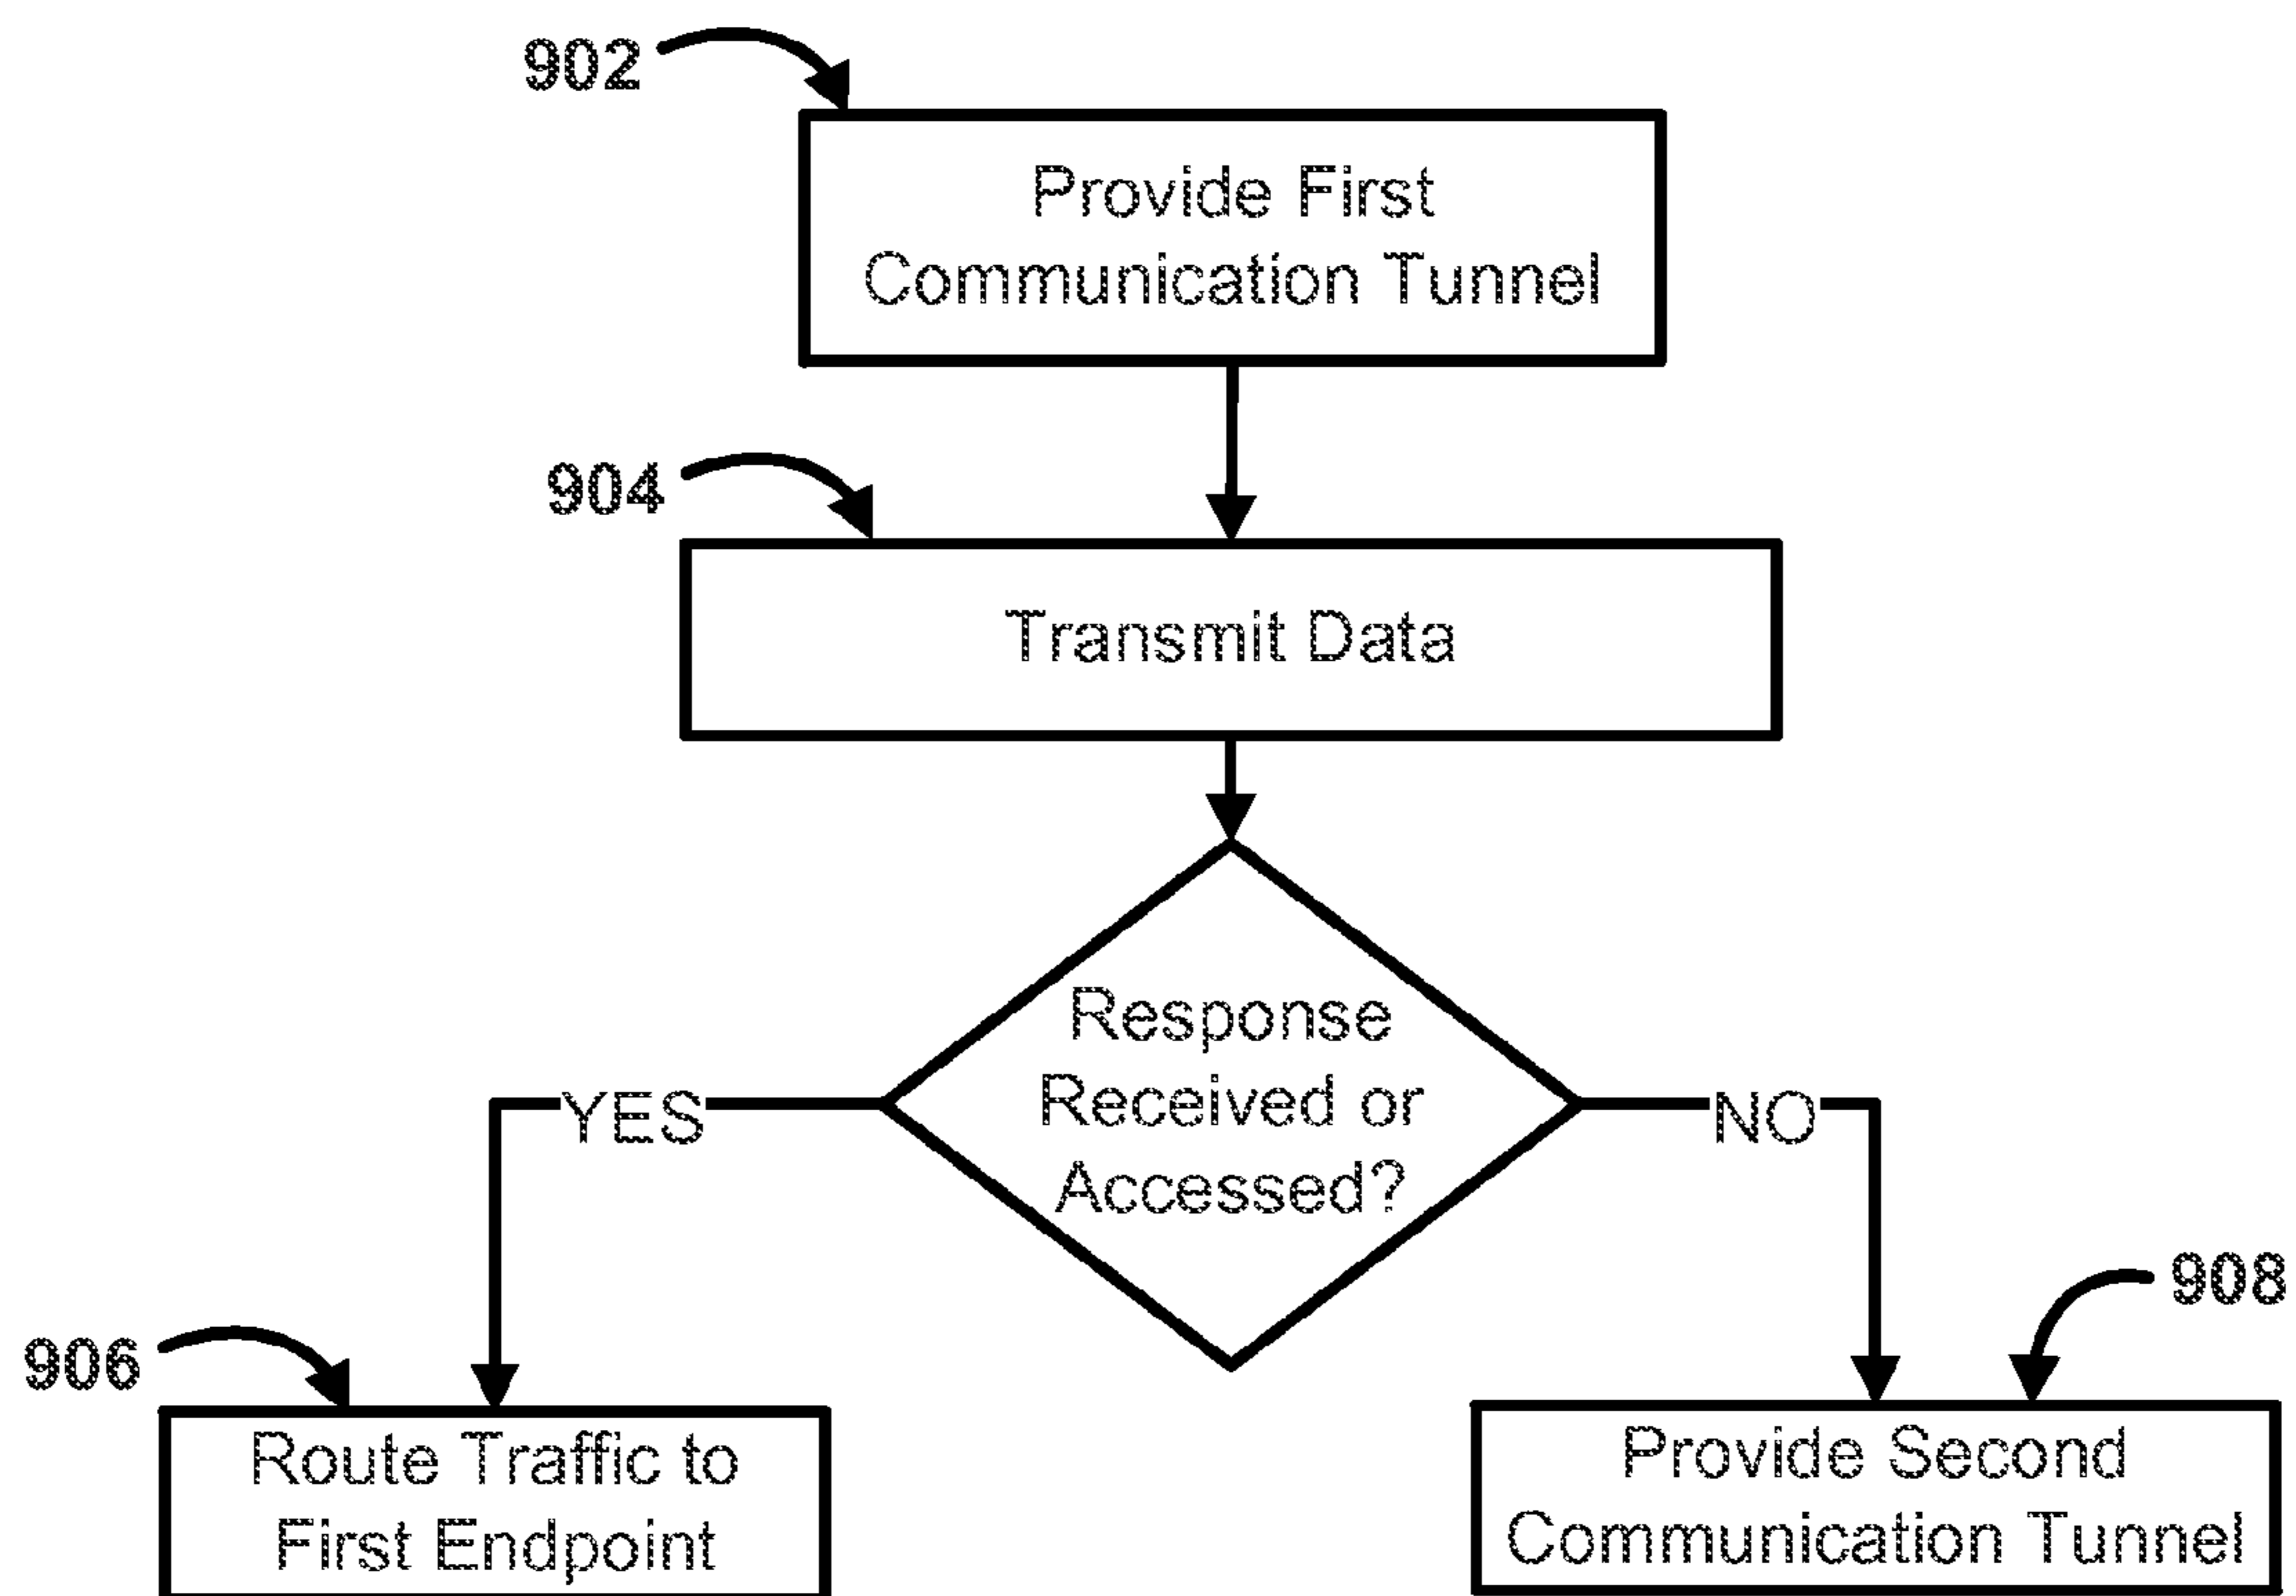 902
Provide First
Communication Tunnel
904
Transmit Data
Response
Received or
Accessed?
YES
NO
906
Route Traffic to
First Endpoint
908
Provide Second
Communication Tunnel